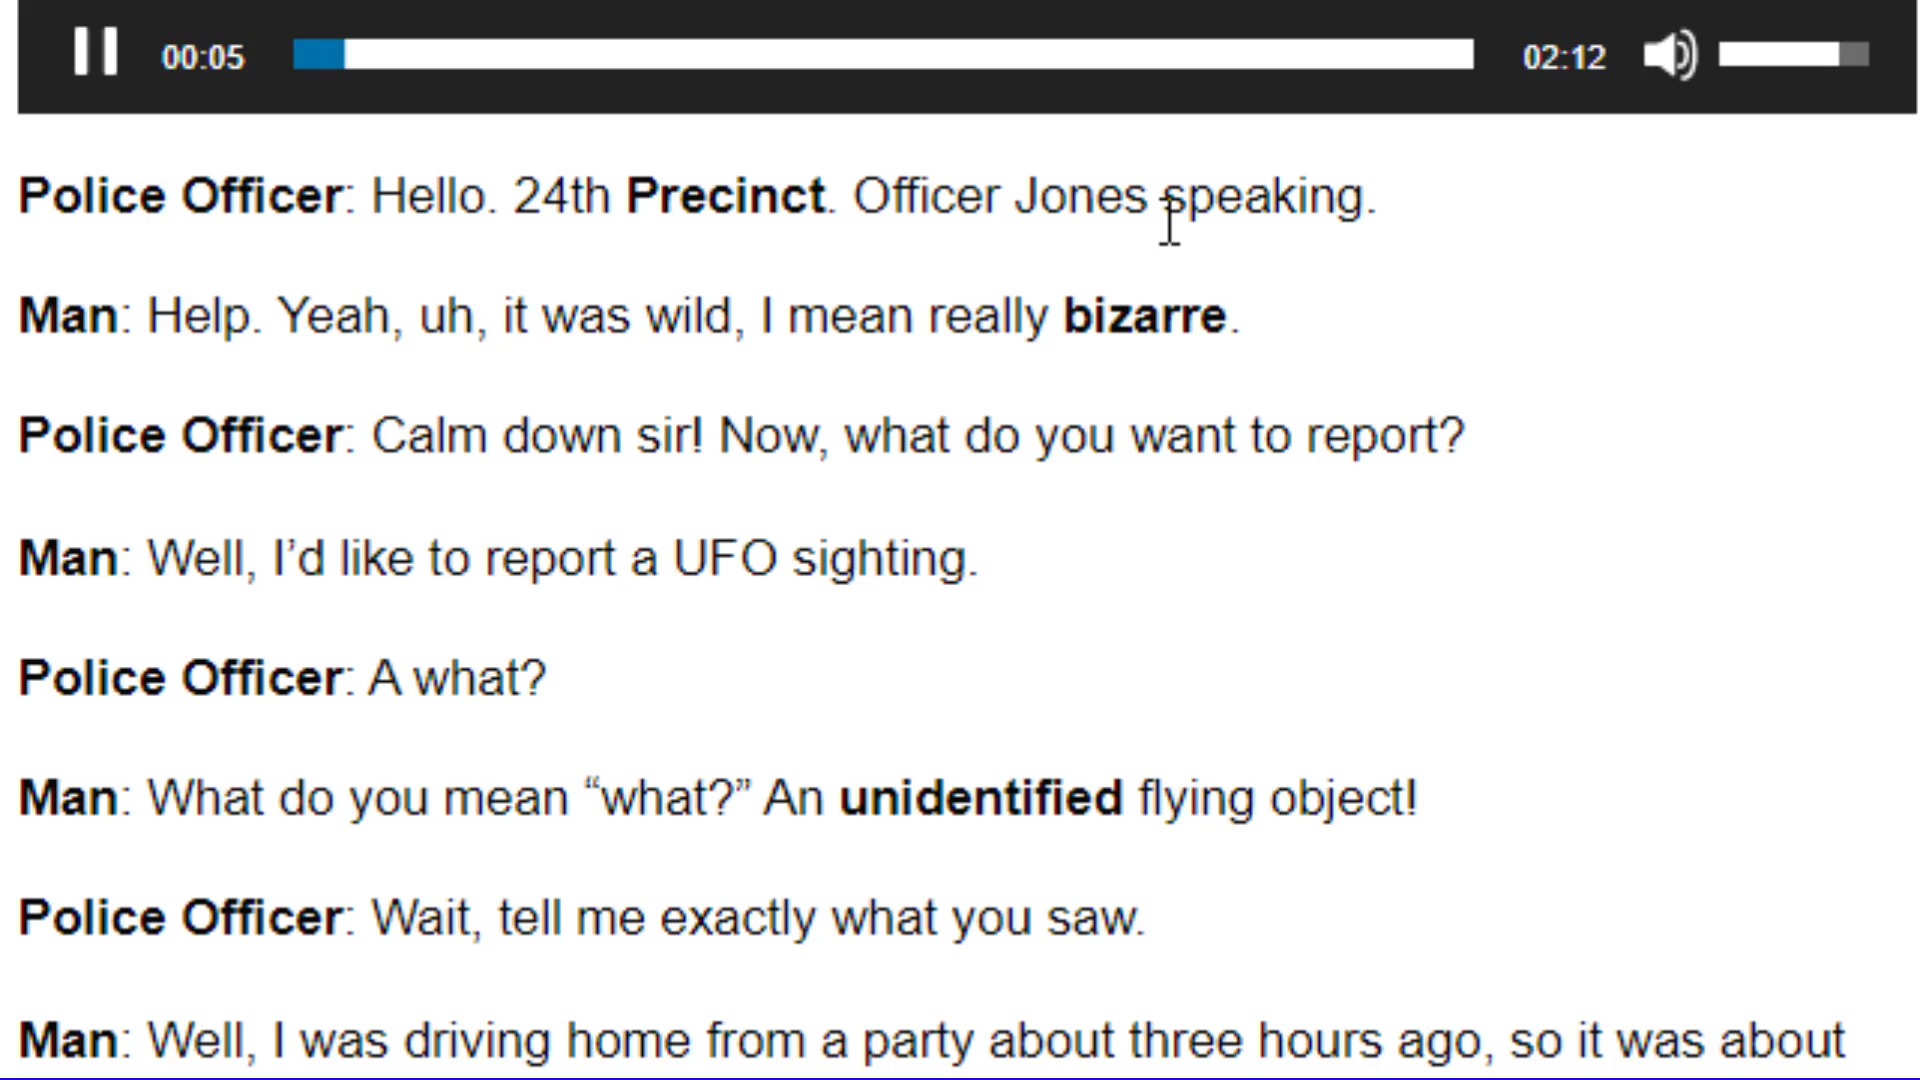 00:05 02:12
Police Officer: Hello. 24th Precinct. Officer Jones speaking.
Man: Help. Yeah, uh, it was wild, I mean really bizarre.
Police Officer: Calm down sir! Now, what do you want to report?
Man: Well, I’d like to report a UFO sighting.
Police Officer: A what?
Man: What do you mean “what?” An unidentified flying object!
Police Officer: Wait, tell me exactly what you saw.
Man: Well, I was driving home from a party about three hours ago, so it was about